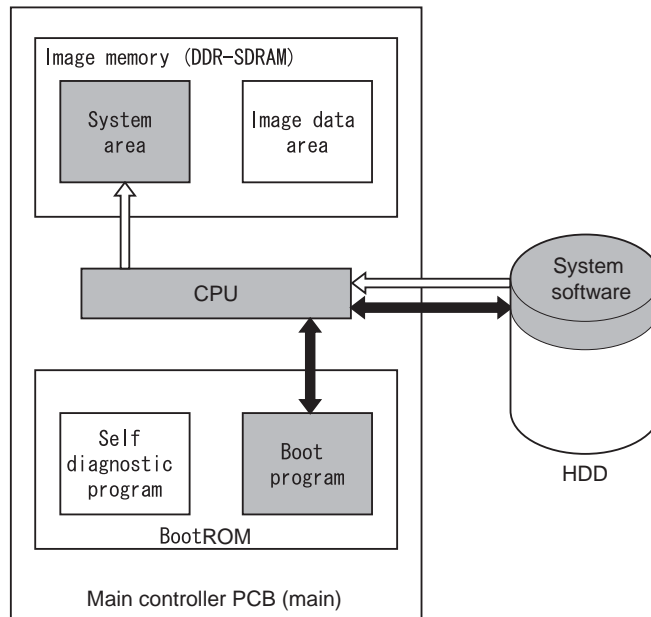 Image memory (DDR-SDRAM)
System
area
Image data
area
CPU
System
software
Self
diagnostic
program
Boot
program
HDD
BootROM
Main controller PCB (main)